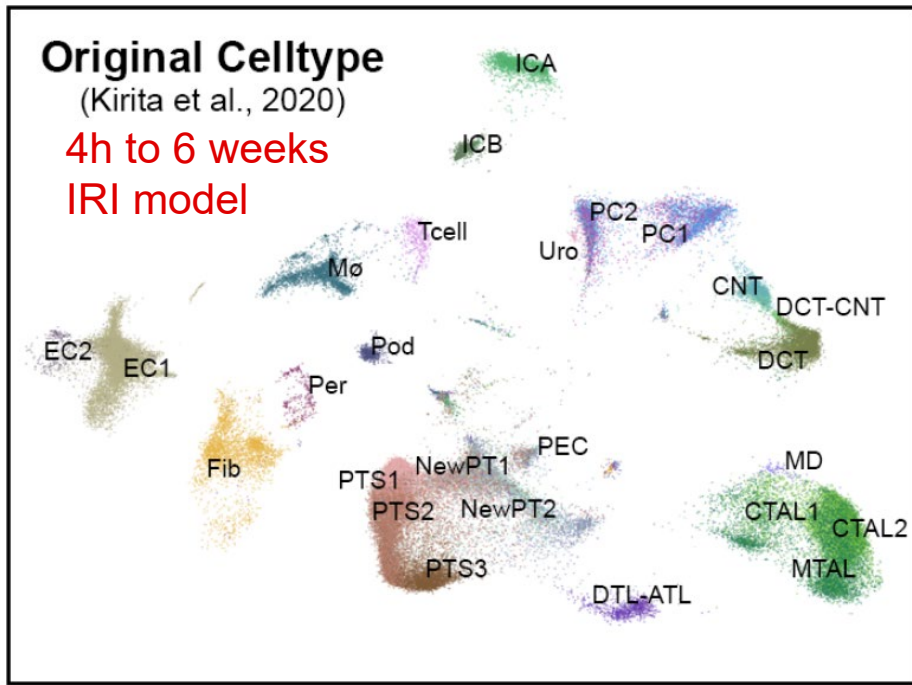 Original Celltype
(Kirita et al., 2020)
4h to 6 weeks
IRI model
ICA
ICB
Tcell
Mø
PC2
PC1
Uro
CNT
DCT-CNT
DCT
EC2
EC1
Pod
Per
Fib
PTS1
NewPT1
PEC
PTS2
NewPT2
PTS3
DTL-ATL
MD
CTAL1
CTAL2
MTAL